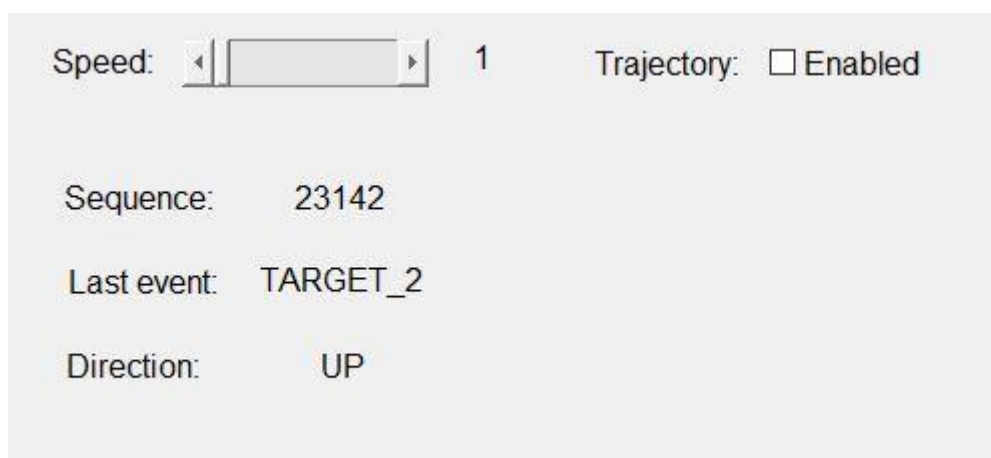 Speed: 1 Trajectory: Enabled
Sequence: 23142
Last event: TARGET_2
Direction: UP